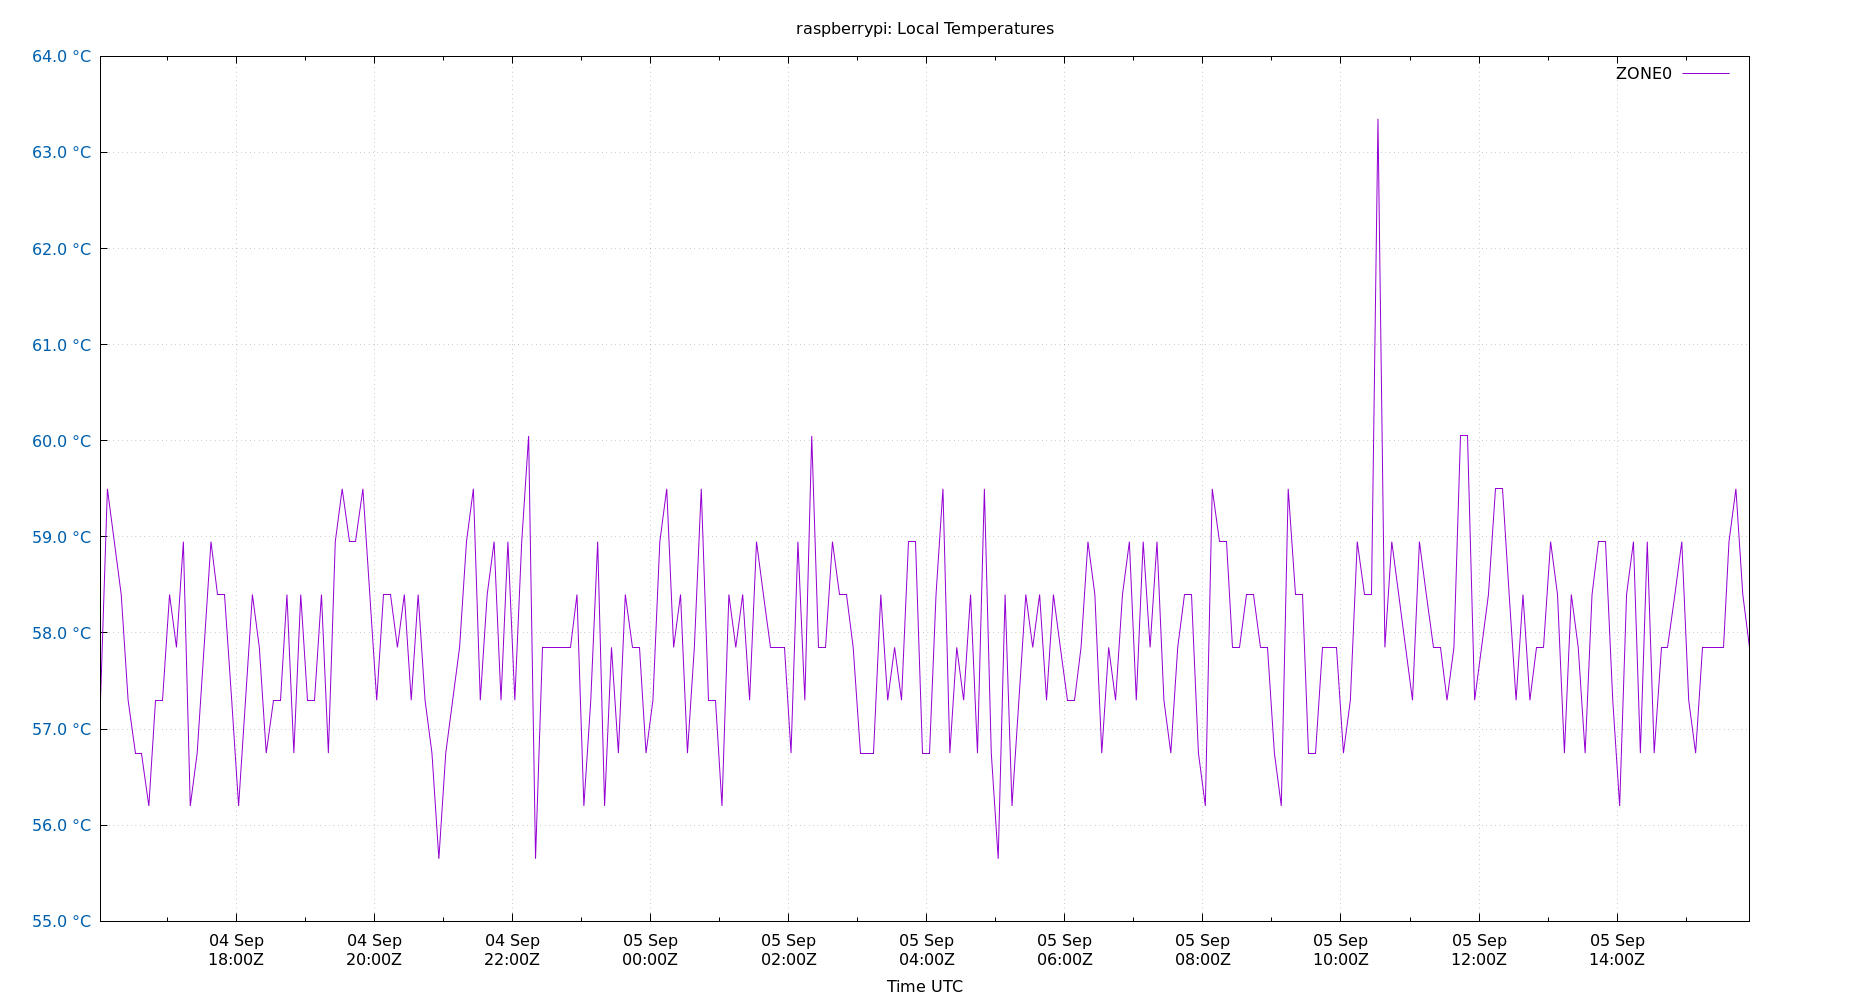 raspberrypi: Local Temperatures
64.0 °C
63.0 °C
62.0 °C
61.0 °C
60.0 °C
59.0 °C
58.0 °C
57.0 °C
56.0 °C
55.0 °C
ZONE0
04 Sep
18:00Z
04 Sep
20:00Z
04 Sep
22:00Z
05 Sep
00:00Z
05 Sep
02:00Z
05 Sep
04:00Z
05 Sep
06:00Z
05 Sep
08:00Z
05 Sep
10:00Z
05 Sep
12:00Z
05 Sep
14:00Z
Time UTC